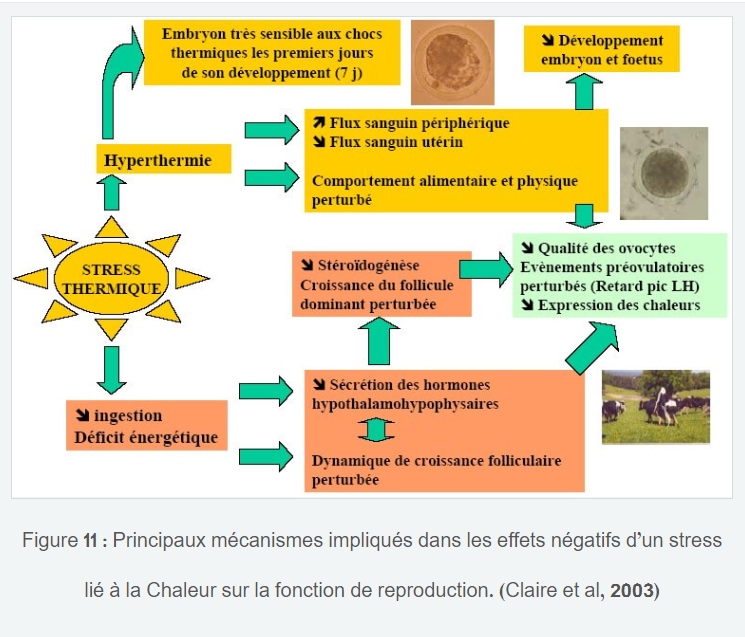 Embryon très sensible aux chocs
thermiques les premiers jours
de son développement (7 j)
➘ Développement
embryon et foetus
➚ Flux sanguin périphérique
➘ Flux sanguin utérin
Comportement alimentaire et physique
perturbé
Hyperthermie
STRESS
THERMIQUE
➘ Stéroïdogénèse
Croissance du follicule
dominant perturbée
➘ Qualité des ovocytes
Evènements préovulatoires
perturbés (Retard pic LH)
➘ Expression des chaleurs
➘ ingestion
Déficit énergétique
➘ Sécrétion des hormones
hypothalamohypophysaires
Dynamique de croissance folliculaire
perturbée
Figure 11 : Principaux mécanismes impliqués dans les effets négatifs d’un stress
lié à la Chaleur sur la fonction de reproduction. (Claire et al, 2003)